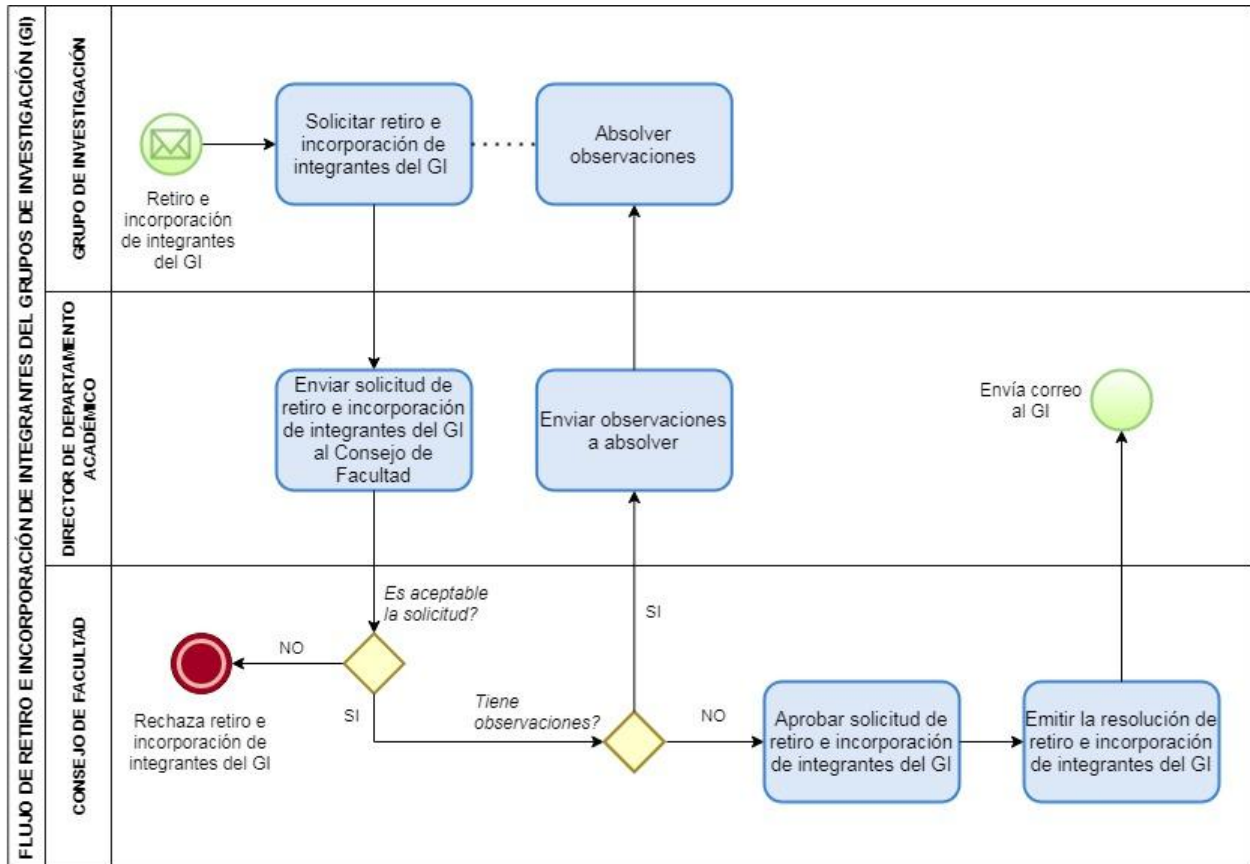 FLUJO DE RETIRO E INCORPORACIÓN DE INTEGRANTES DEL GRUPOS DE INVESTIGACIÓN (GI)
GRUPO DE INVESTIGACIÓN
Retiro e
incorporación
de integrantes
del GI
Solicitar retiro e
incorporación de
integrantes del GI
Absolver
observaciones
DIRECTOR DE DEPARTAMENTO
ACADÉMICO
Enviar solicitud de
retiro e incorporación
de integrantes del GI
al Consejo de
Facultad
Enviar observaciones
a absolver
Envía correo
al GI
CONSEJO DE FACULTAD
Es aceptable
la solicitud?
NO
SI
Rechaza retiro e
incorporación de
integrantes del GI
Tiene
observaciones?
SI
NO
Aprobar solicitud de
retiro e incorporación
de integrantes del GI
Emitir la resolución de
retiro e incorporación
de integrantes del GI